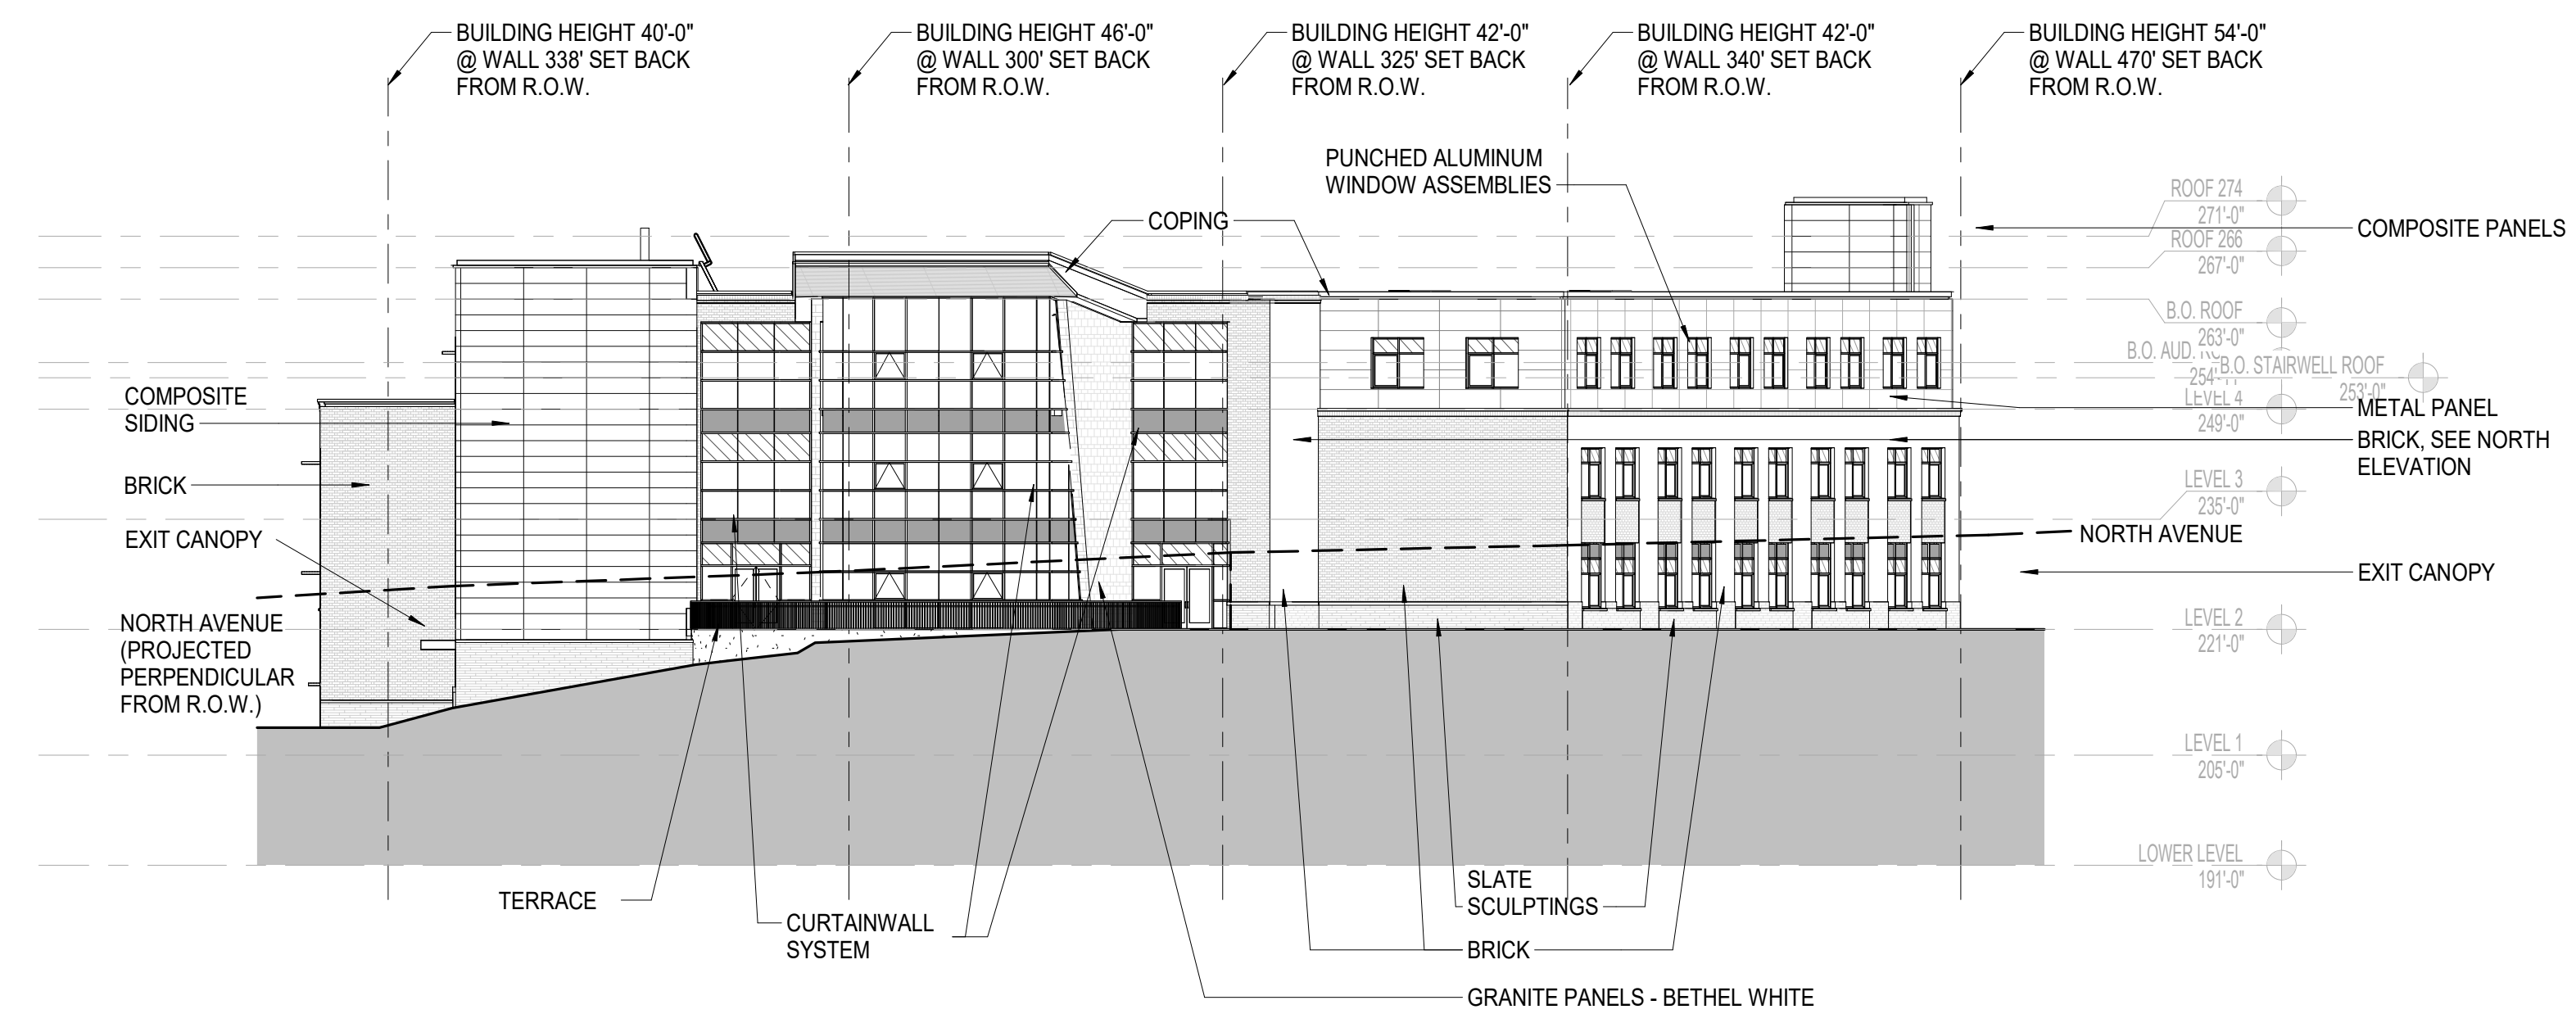 BUILDING HEIGHT 40'-0"
@ WALL 338' SET BACK
FROM R.O.W.
BUILDING HEIGHT 46'-0"
@ WALL 300' SET BACK
FROM R.O.W.
BUILDING HEIGHT 42'-0"
@ WALL 325' SET BACK
FROM R.O.W.
BUILDING HEIGHT 42'-0"
@ WALL 340' SET BACK
FROM R.O.W.
BUILDING HEIGHT 54'-0"
@ WALL 470' SET BACK
FROM R.O.W.
PUNCHED ALUMINUM
WINDOW ASSEMBLIES
COPING
ROOF 274
271'-0"
COMPOSITE PANELS
ROOF 266
267'-0"
B.O. ROOF
263'-0"
B.O. AUD.
B.O. STAIRWELL ROOF
253'-0"
LEVEL 4
249'-0"
METAL PANEL
BRICK, SEE NORTH
ELEVATION
LEVEL 3
235'-0"
NORTH AVENUE
EXIT CANOPY
LEVEL 2
221'-0"
LEVEL 1
205'-0"
LOWER LEVEL
191'-0"
COMPOSITE
SIDING
BRICK
EXIT CANOPY
NORTH AVENUE
(PROJECTED
PERPENDICULAR
FROM R.O.W.)
TERRACE
CURTAINWALL
SYSTEM
SLATE
SCULPTINGS
BRICK
GRANITE PANELS - BETHEL WHITE